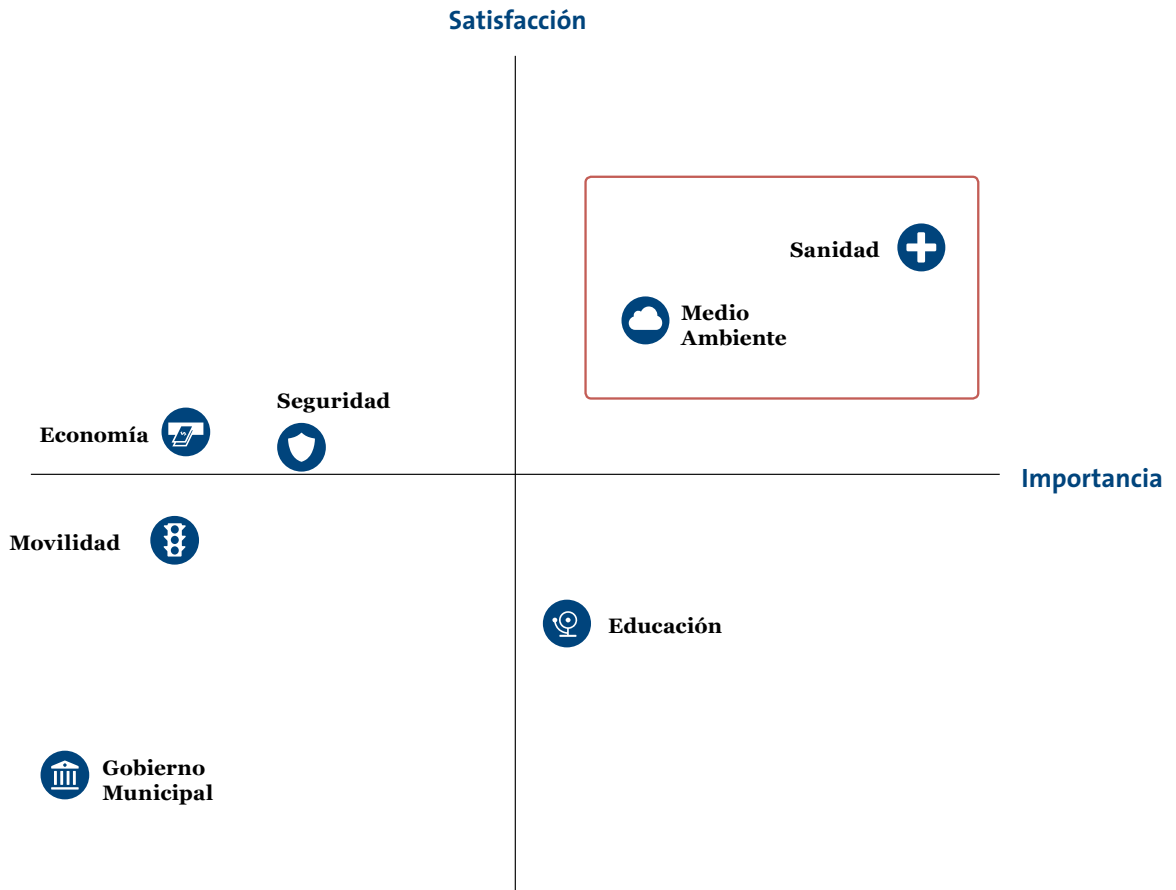 Satisfacción
Sanidad
Medio
Ambiente
Seguridad
Economía
Importancia
Movilidad
Educación
Gobierno
Municipal